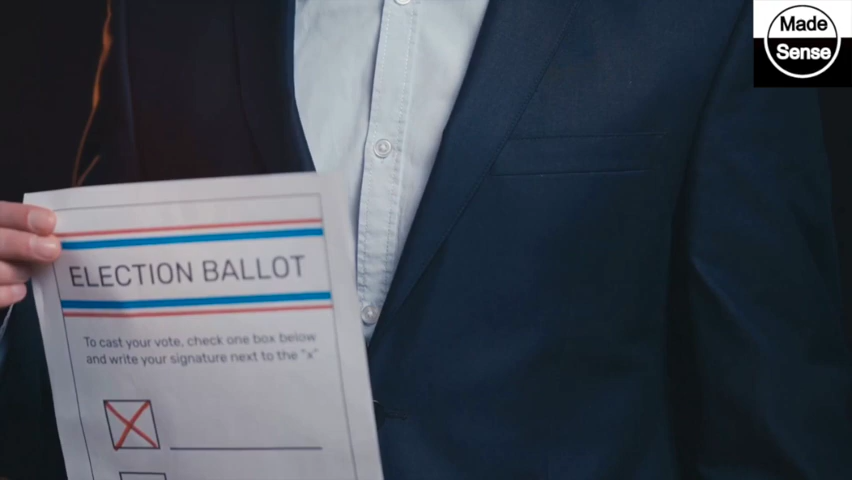 Made
Sense
ELECTION BALLOT
To cast your vote, check one box below
and write your signature next to the "x"